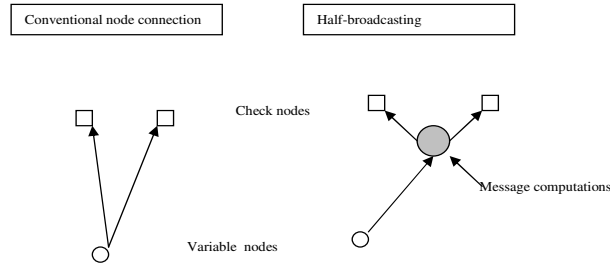 Conventional node connection
Half-broadcasting
Check nodes
Message computations
Variable nodes